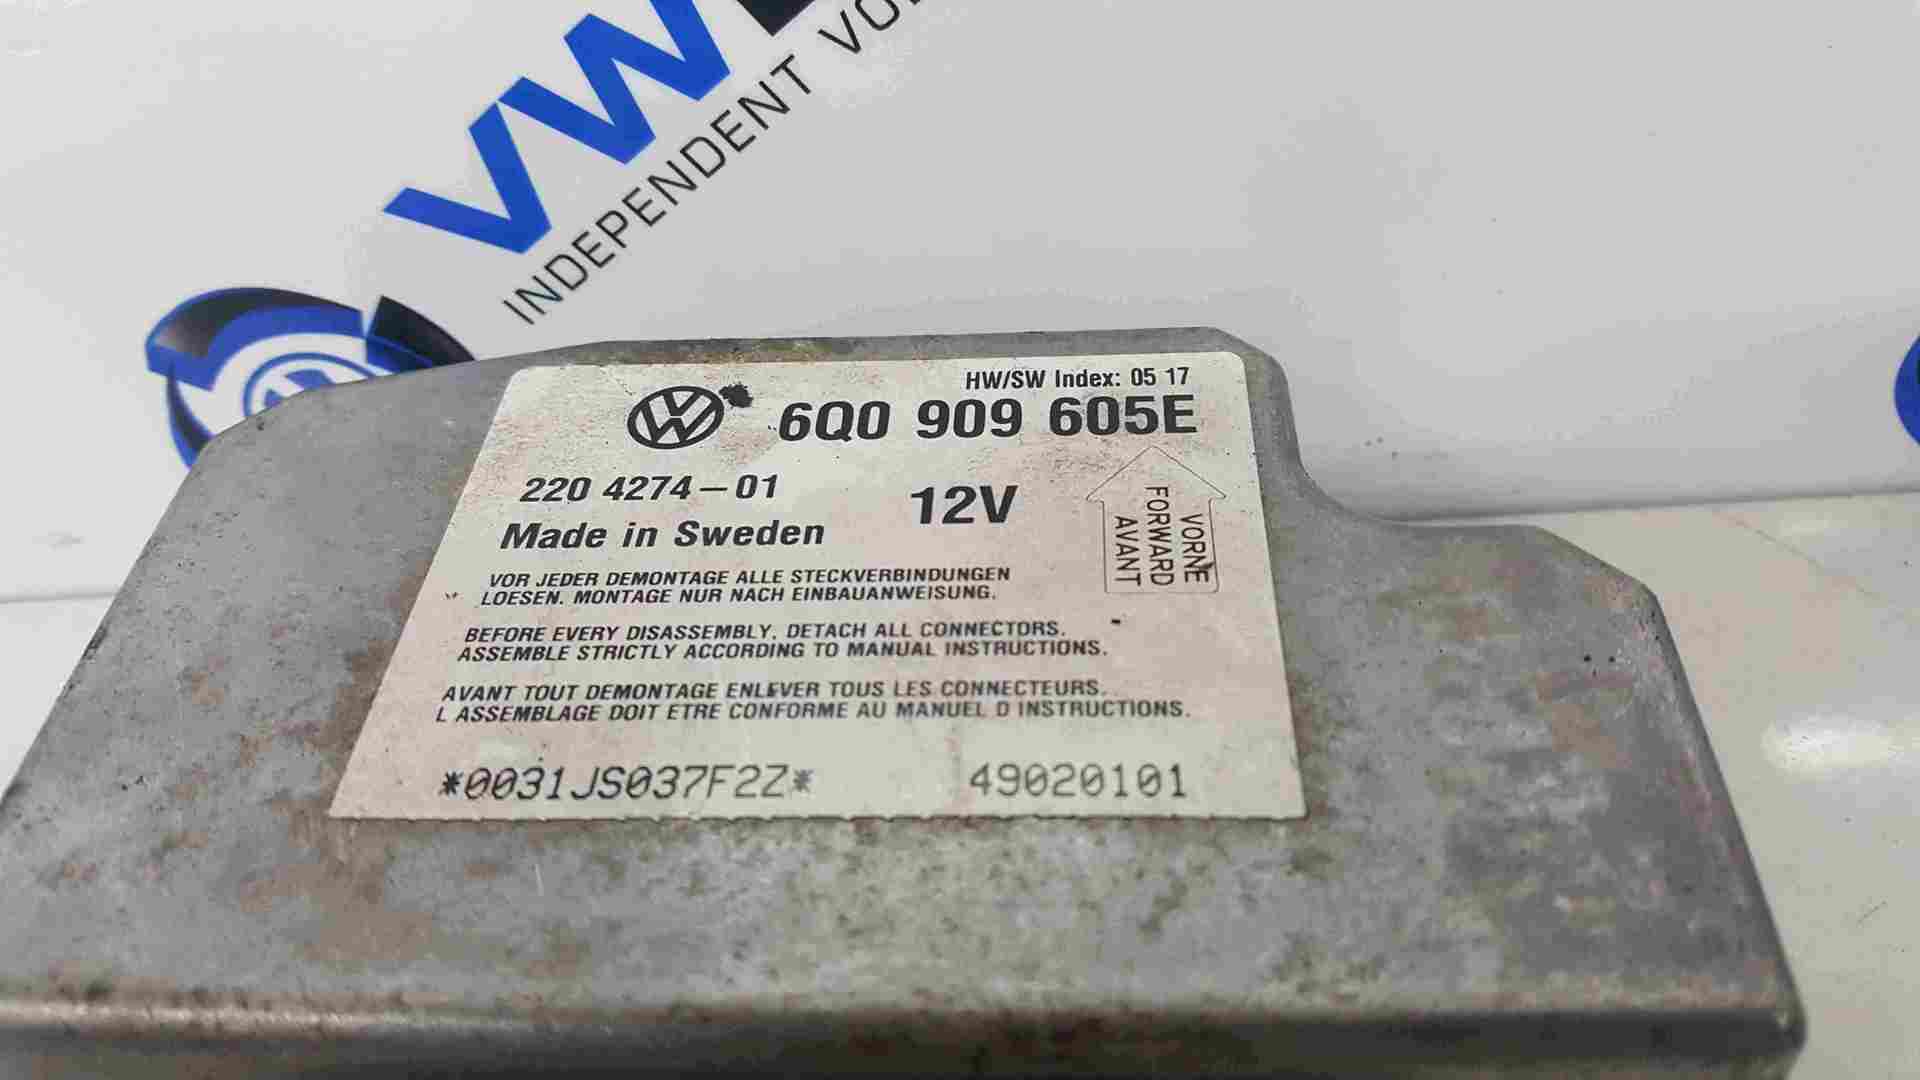 VW
INDEPENDENT
HW/SW Index: 05 17
6Q0 909 605E
220 4274-01
12V
Made in Sweden
VORNE
FORWARD
AVANT
VOR JEDER DEMONTAGE ALLE STECKVERBINDUNGEN
LOESEN. MONTAGE NUR NACH EINBAUANWEISUNG.
BEFORE EVERY DISASSEMBLY, DETACH ALL CONNECTORS.
ASSEMBLE STRICTLY ACCORDING TO MANUAL INSTRUCTIONS.
AVANT TOUT DEMONTAGE ENLEVER TOUS LES CONNECTEURS.
L ASSEMBLAGE DOIT ETRE CONFORME AU MANUEL D INSTRUCTIONS.
*0031JS037F2Z*
49020101